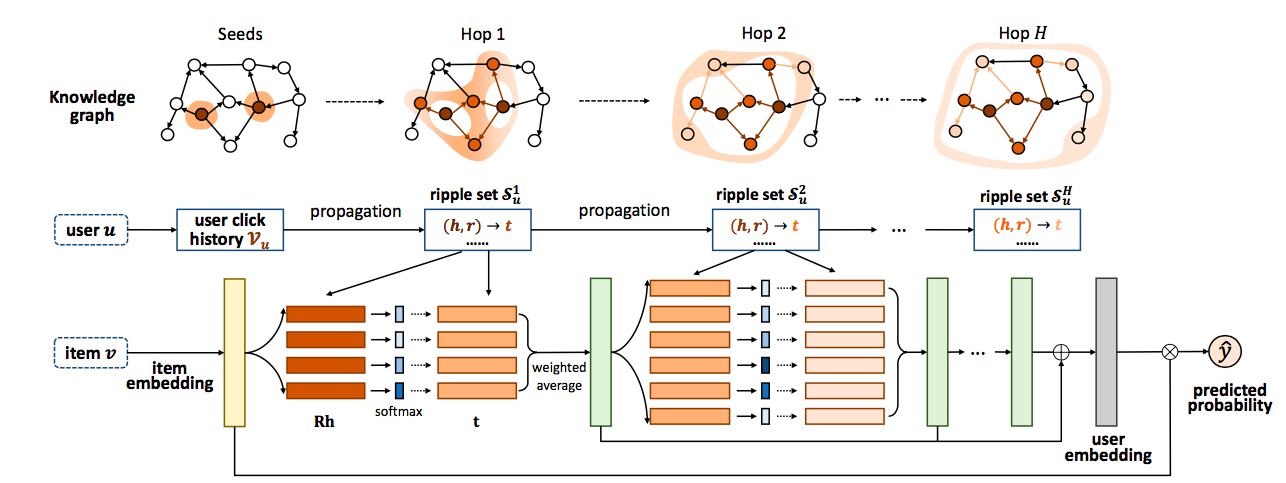 Seeds
Hop 1
Hop 2
Hop H
Knowledge
graph
...
user u
user click
history 𝒱ᵤ
propagation
ripple set 𝒮ᵤ¹
(h, r) → t
......
propagation
ripple set 𝒮ᵤ²
(h, r) → t
......
...
ripple set 𝒮ᵤᴴ
(h, r) → t
......
item v
item
embedding
Rh
softmax
t
weighted
average
...
user
embedding
ŷ
predicted
probability